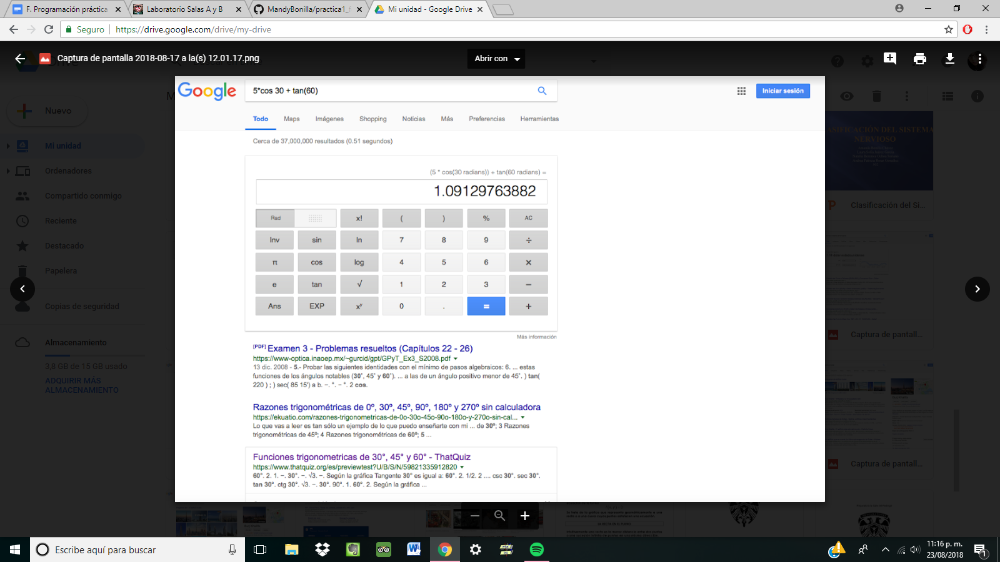 F. Programación práctica
Laboratorio Salas A y B
MandyBonilla/practica1_
Mi unidad - Google Drive
Seguro
https://drive.google.com/drive/my-drive
Captura de pantalla 2018-08-17 a la(s) 12.01.17.png
Abrir con
Nuevo
Mi unidad
Ordenadores
Compartido conmigo
Reciente
Destacado
Papelera
Copias de seguridad
Almacenamiento
3,8 GB de 15 GB usado
ADQUIRIR MÁS
ALMACENAMIENTO
Google
5*cos 30 + tan(60)
Iniciar sesión
Todo Maps Imágenes Shopping Noticias Más Preferencias Herramientas
Cerca de 37,000,000 resultados (0.51 segundos)
(5 * cos(30 radians)) + tan(60 radians) =
1.09129763882
Rad x! ( ) % AC
Inv sin ln 7 8 9 ÷
π cos log 4 5 6 ×
e tan √ 1 2 3 −
Ans EXP xʸ 0 . = +
Más información
[PDF] Examen 3 - Problemas resueltos (Capítulos 22 - 26)
https://www-optica.inaoep.mx/~gurcid/gpt/GPyT_Ex3_S2008.pdf
13 dic. 2008 - 5.- Probar las siguientes identidades con el mínimo de pasos algebraicos: 6. ... estas
funciones de los ángulos notables (30˚, 45˚ y 60˚). ... a las de un ángulo positivo menor de 45˚. ) tan(
220 ) ; ) sec( 85 15') a b. −. °. − °. 2 cos.
Razones trigonométricas de 0º, 30º, 45º, 90º, 180º y 270º sin calculadora
https://ekuatio.com/razones-trigonometricas-de-0o-30o-45o-90o-180o-y-270o-sin-cal...
Lo que vas a leer es tan sólo un ejemplo de lo que puedo enseñarte con mi ... de 30º; 3 Razones
trigonométricas de 45º; 4 Razones trigonométricas de 60º; 5 ...
Funciones trigonometricas de 30°, 45° y 60° - ThatQuiz
https://www.thatquiz.org/es/previewtest?U/B/S/N/59821335912820
60°. 2. 1. −. 30°. −. √3. −. Según la gráfica Tangente 30° es igual a: 60°. 2. 1/2. 2 .... csc 30°. sec 30°.
tan 30°. ctg 30°. √3. −. 30°. 90°. 1. 60°. 2. Según la gráfica ...
CLASIFICACIÓN DEL SISTEMA
NERVIOSO
Clasificación del Si...
Captura de pantall...
Captura de pantall...
Escribe aquí para buscar
11:16 p. m.
23/08/2018
1